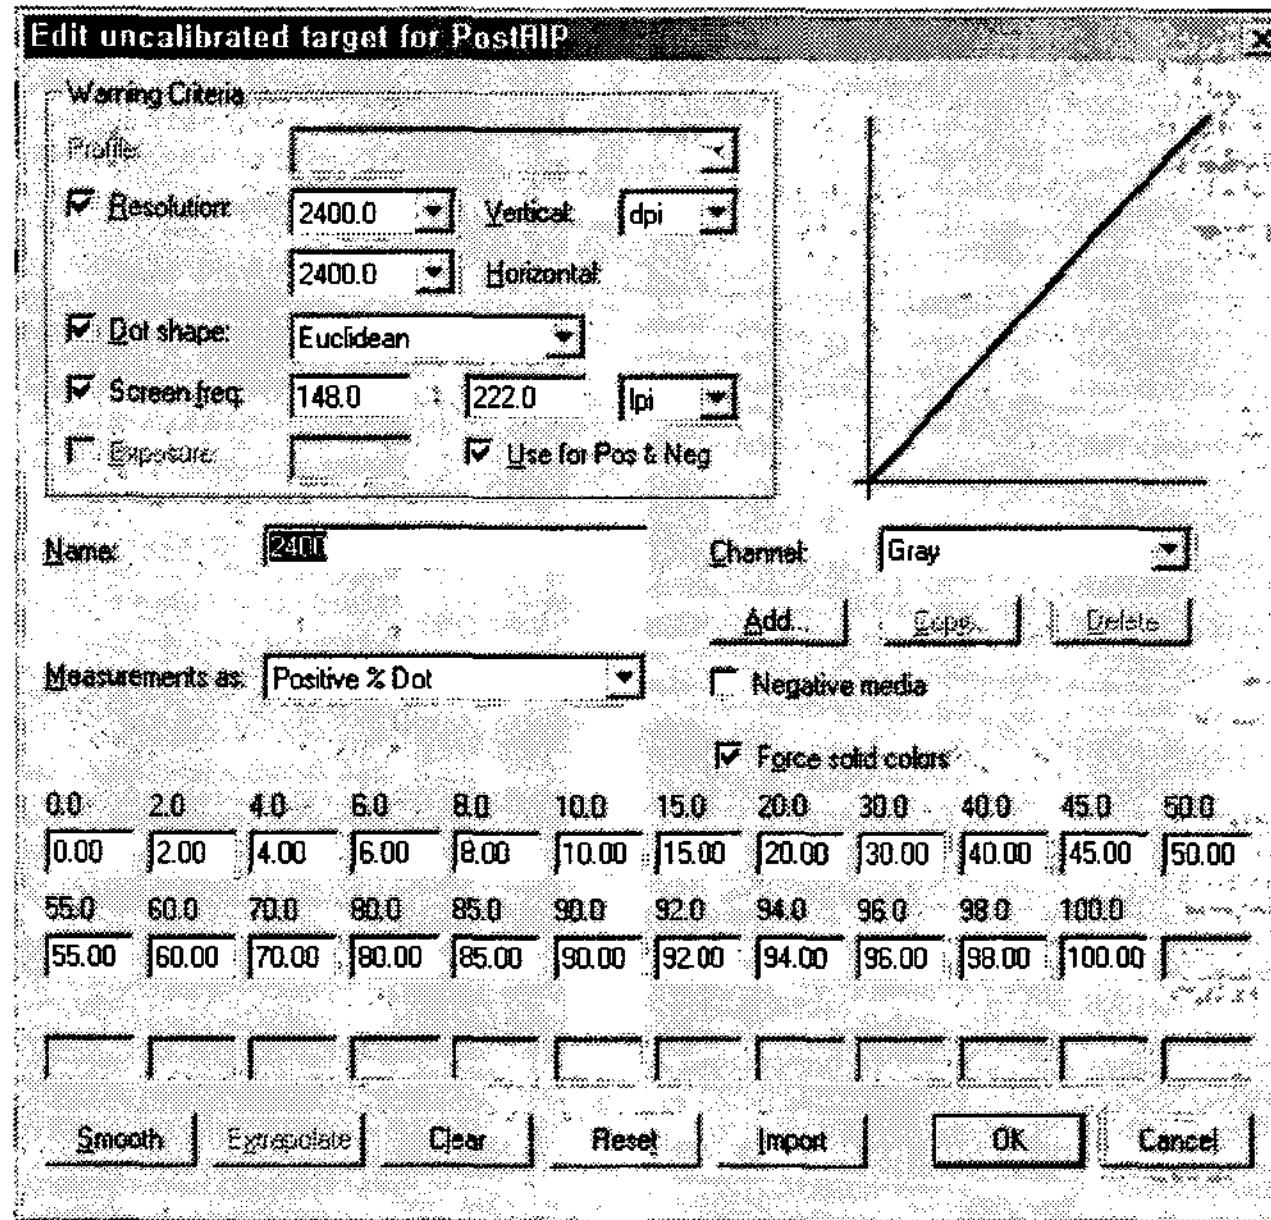 Edit uncalibrated target for PostRIP
Warning Criteria
Profile:
Resolution: 2400.0 Vertical: dpi
2400.0 Horizontal:
Dot shape: Euclidean
Screen freq: 148.0 : 222.0 lpi
Exposure: Use for Pos & Neg
Name: 2400 Channel: Gray
Add... Copy... Delete
Measurements as: Positive % Dot Negative media
Force solid colors
0.0 2.0 4.0 6.0 8.0 10.0 15.0 20.0 30.0 40.0 45.0 50.0
0.00 2.00 4.00 6.00 8.00 10.00 15.00 20.00 30.00 40.00 45.00 50.00
55.0 60.0 70.0 80.0 85.0 90.0 92.0 94.0 96.0 98.0 100.0
55.00 60.00 70.00 80.00 85.00 90.00 92.00 94.00 96.00 98.00 100.00
Smooth Extrapolate Clear Reset Import OK Cancel